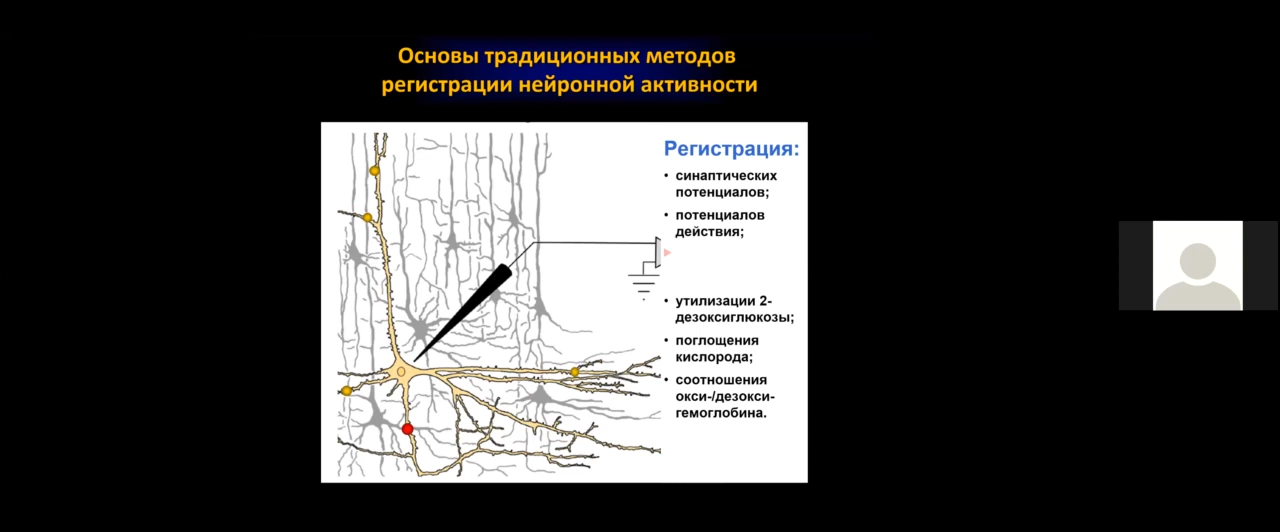 Основы традиционных методов
регистрации нейронной активности
Регистрация:
• синаптических
потенциалов;
• потенциалов
действия;
• утилизации 2-
дезоксиглюкозы;
• поглощения
кислорода;
• соотношения
окси-/дезокси-
гемоглобина.